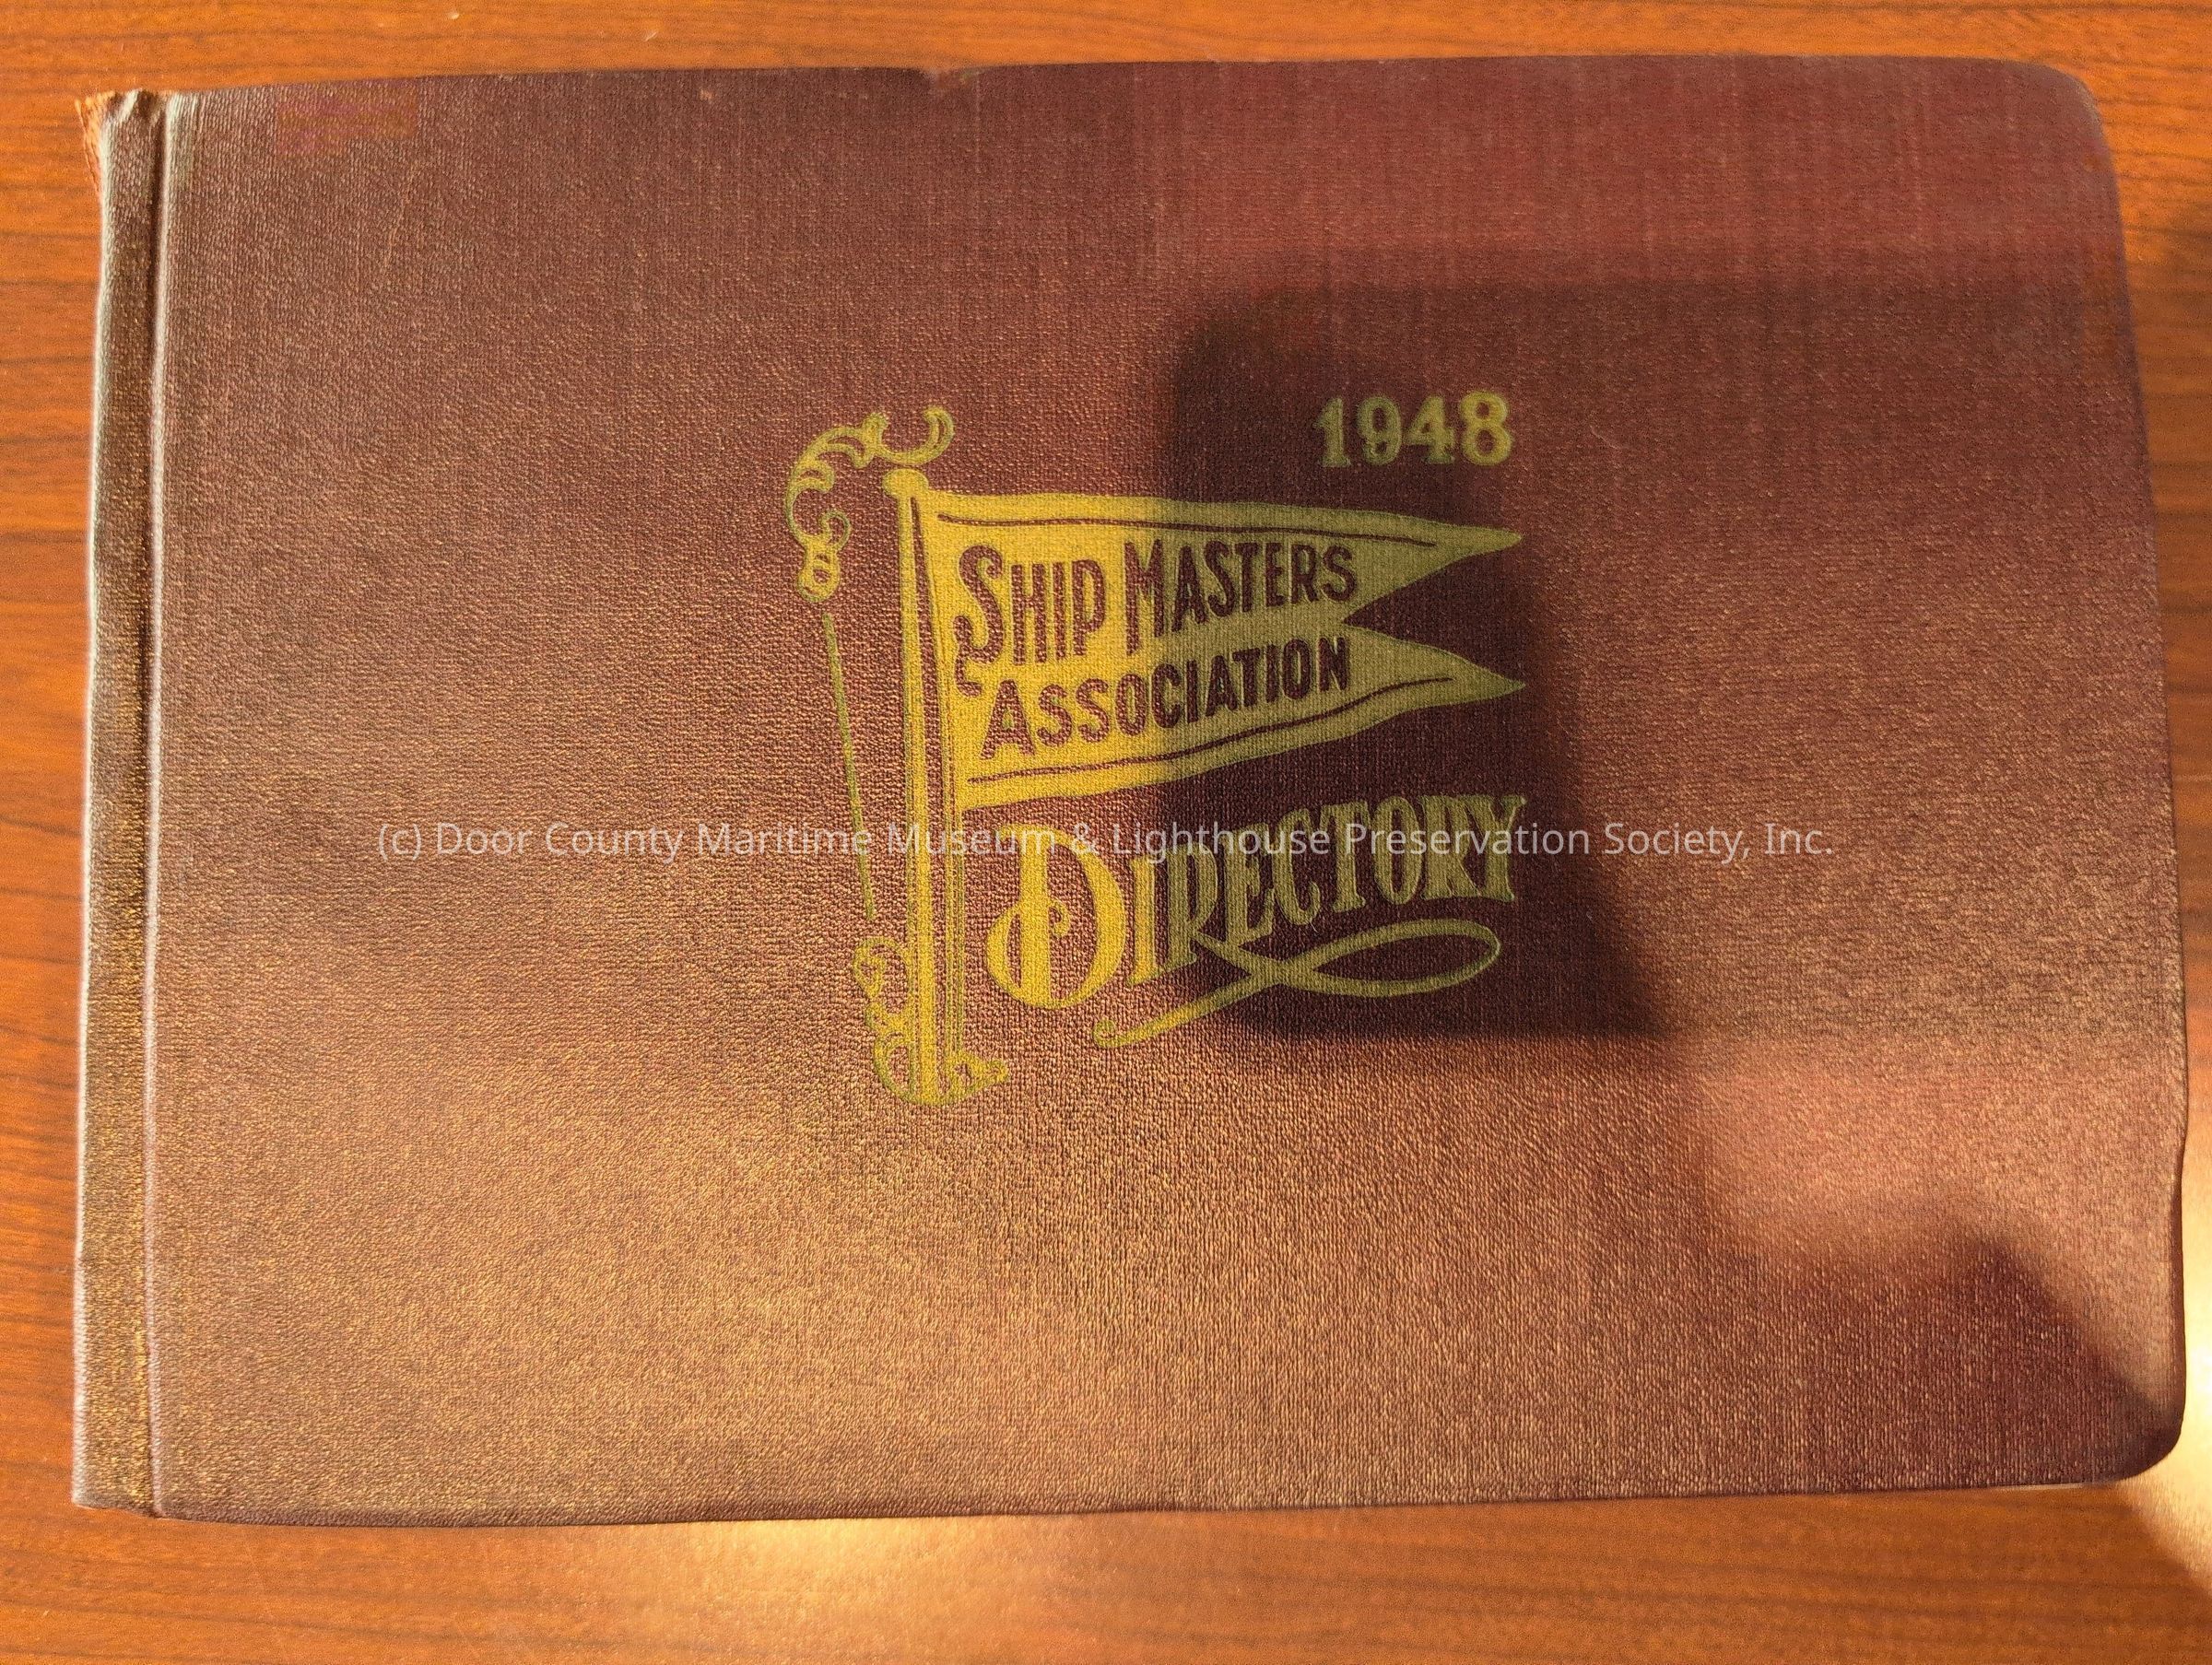 1948
SHIP MASTERS
ASSOCIATION
DIRECTORY
(c) Door County Maritime Museum & Lighthouse Preservation Society, Inc.